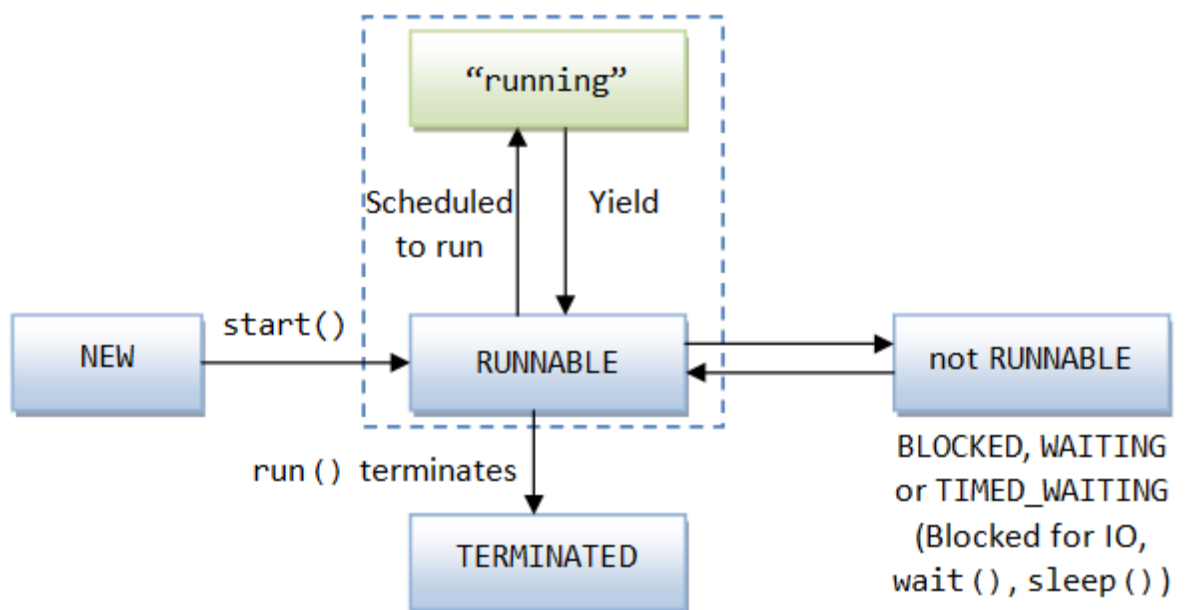 “running”
Scheduled
to run
Yield
start()
NEW
RUNNABLE
not RUNNABLE
run() terminates
TERMINATED
BLOCKED, WAITING
or TIMED_WAITING
(Blocked for IO,
wait(), sleep())